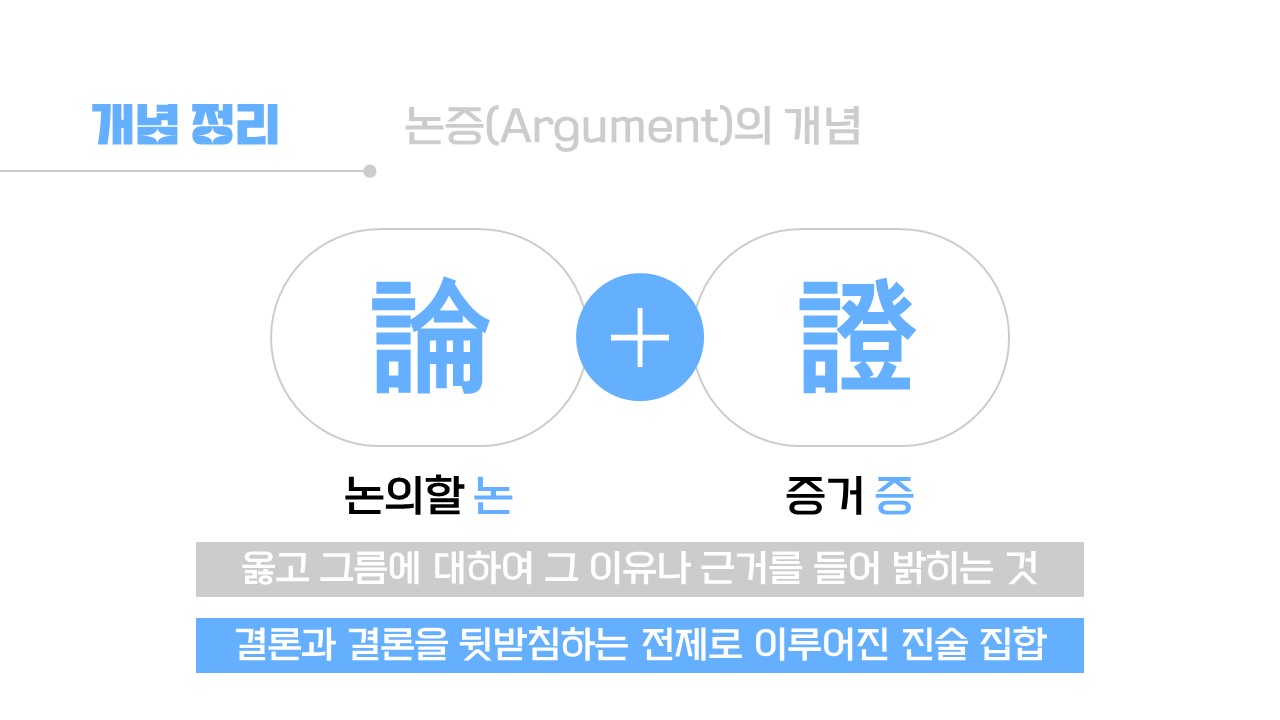 개념 정리
논증(Argument)의 개념
論 + 證
논의할 논
증거 증
옳고 그름에 대하여 그 이유나 근거를 들어 밝히는 것
결론과 결론을 뒷받침하는 전제로 이루어진 진술 집합